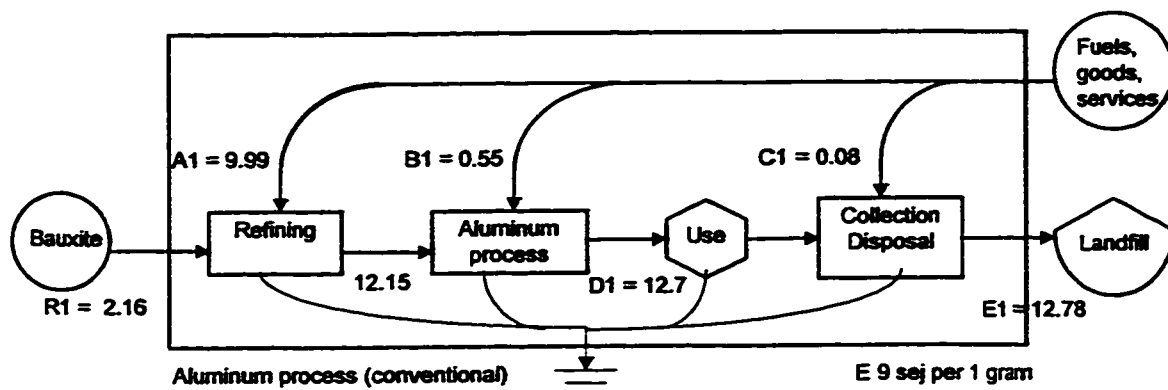 Fuels,
goods,
services
A1 = 9.99
B1 = 0.55
C1 = 0.08
Bauxite
Refining
Aluminum
process
Use
Collection
Disposal
Landfill
R1 = 2.16
12.15
D1 = 12.7
E1 = 12.78
Aluminum process (conventional)
E 9 sej per 1 gram